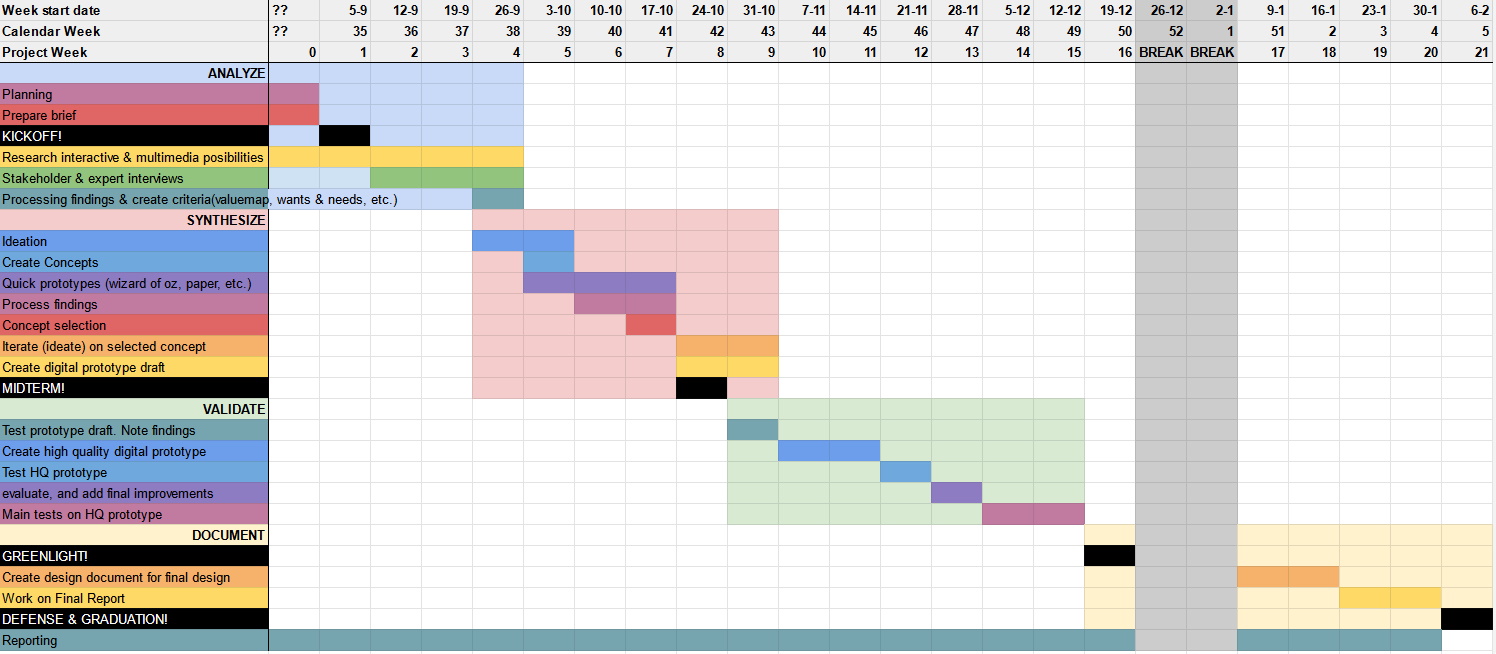 Week start date ?? 5-9 12-9 19-9 26-9 3-10 10-10 17-10 24-10 31-10 7-11 14-11 21-11 28-11 5-12 12-12 19-12 26-12 2-1 9-1 16-1 23-1 30-1 6-2
Calendar Week ?? 35 36 37 38 39 40 41 42 43 44 45 46 47 48 49 50 52 1 51 2 3 4 5
Project Week 0 1 2 3 4 5 6 7 8 9 10 11 12 13 14 15 16 BREAK BREAK 17 18 19 20 21
ANALYZE
Planning
Prepare brief
KICKOFF!
Research interactive & multimedia posibilities
Stakeholder & expert interviews
Processing findings & create criteria(valuemap, wants & needs, etc.)
SYNTHESIZE
Ideation
Create Concepts
Quick prototypes (wizard of oz, paper, etc.)
Process findings
Concept selection
Iterate (ideate) on selected concept
Create digital prototype draft
MIDTERM!
VALIDATE
Test prototype draft. Note findings
Create high quality digital prototype
Test HQ prototype
evaluate, and add final improvements
Main tests on HQ prototype
DOCUMENT
GREENLIGHT!
Create design document for final design
Work on Final Report
DEFENSE & GRADUATION!
Reporting